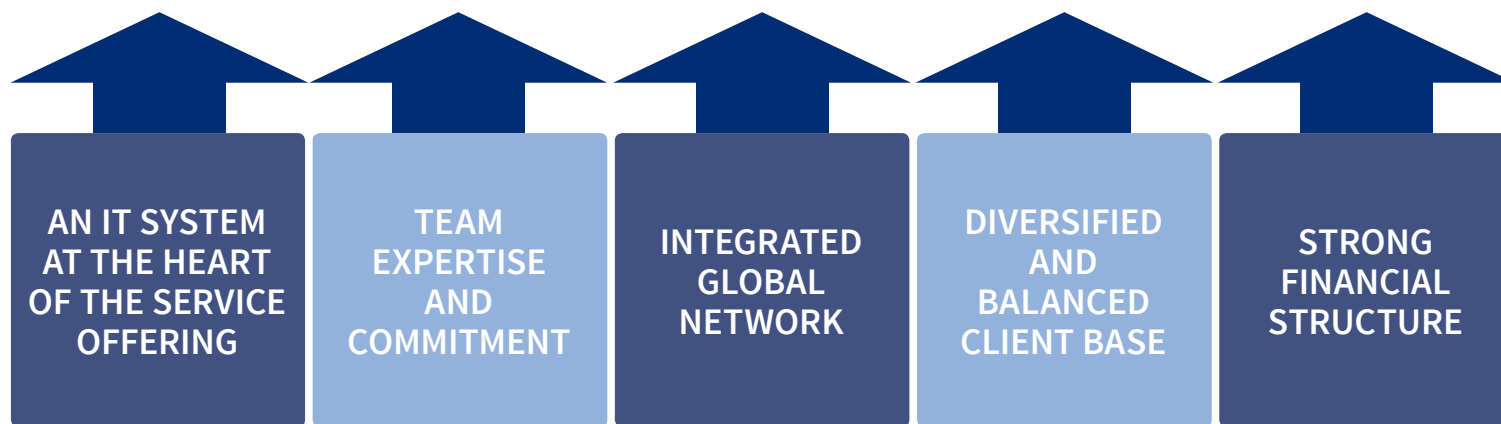 AN IT SYSTEM
AT THE HEART
OF THE SERVICE
OFFERING
TEAM
EXPERTISE
AND
COMMITMENT
INTEGRATED
GLOBAL
NETWORK
DIVERSIFIED
AND
BALANCED
CLIENT BASE
STRONG
FINANCIAL
STRUCTURE